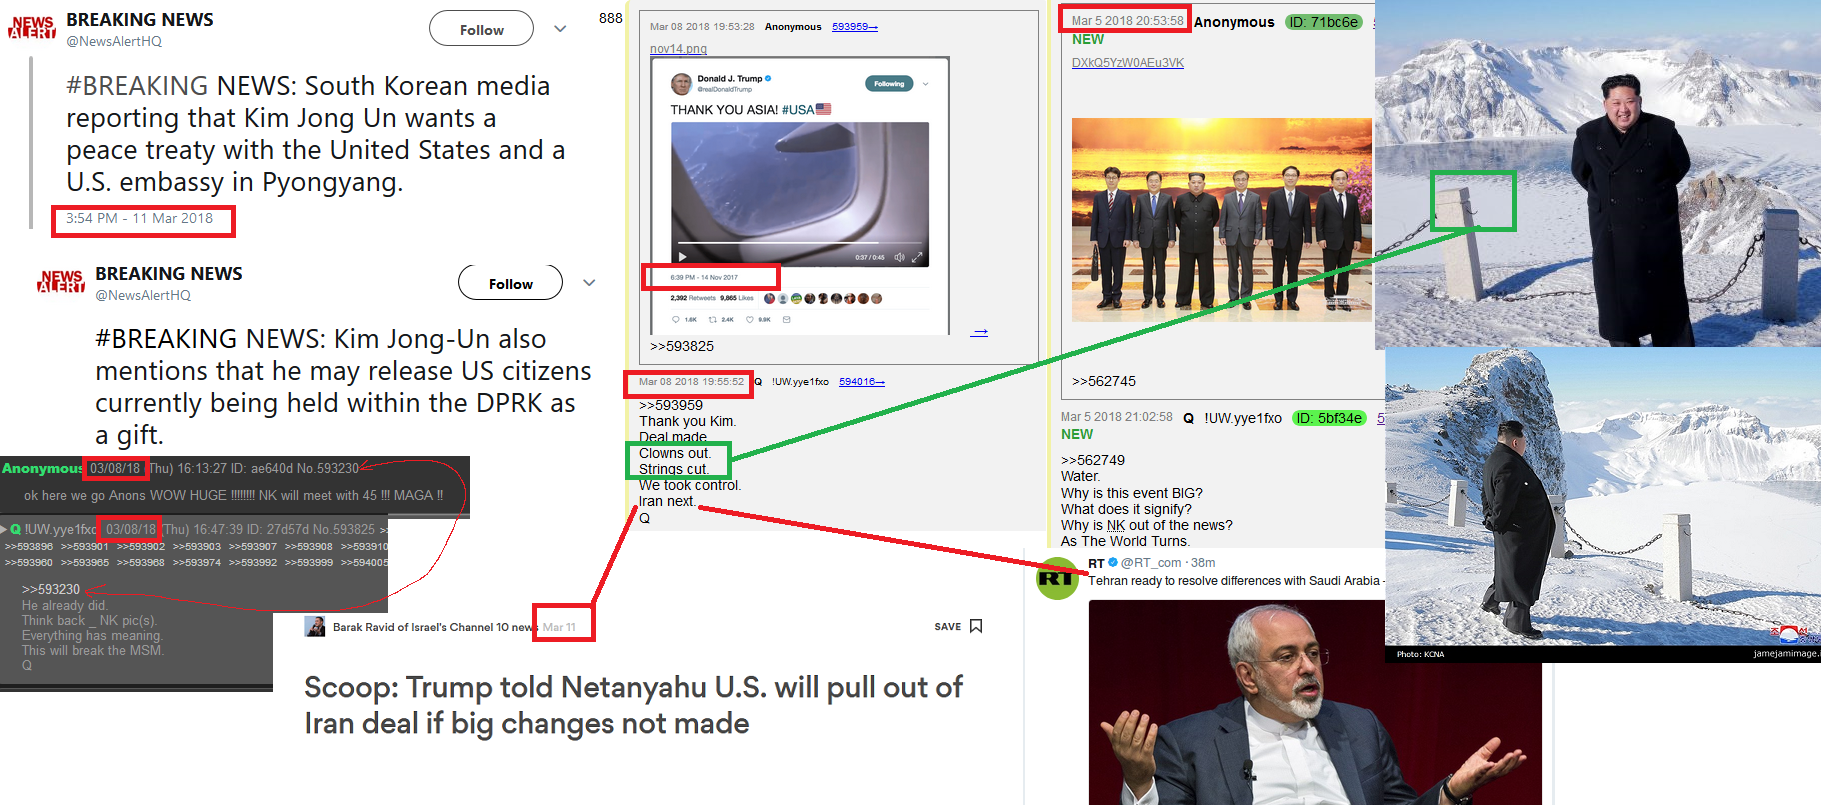 NEWS
ALERT
BREAKING NEWS
@NewsAlertHQ
Follow
#BREAKING NEWS: South Korean media
reporting that Kim Jong Un wants a
peace treaty with the United States and a
U.S. embassy in Pyongyang.
3:54 PM - 11 Mar 2018
NEWS
ALERT
BREAKING NEWS
@NewsAlertHQ
Follow
#BREAKING NEWS: Kim Jong-Un also
mentions that he may release US citizens
currently being held within the DPRK as
a gift.
Anonymous 03/08/18 (Thu) 16:13:27 ID: ae640d No.593230
ok here we go Anons WOW HUGE !!!!!!!! NK will meet with 45 !!! MAGA !!
Q !UW.yye1fxo 03/08/18 (Thu) 16:47:39 ID: 27d57d No.593825 >>
>>593896 >>593901 >>593902 >>593903 >>593907 >>593908 >>593910
>>593960 >>593965 >>593968 >>593974 >>593992 >>593999 >>594005
>>593230
He already did.
Think back _ NK pic(s).
Everything has meaning.
This will break the MSM.
Q
888
Mar 08 2018 19:53:28 Anonymous 593959→
nov14.png
Donald J. Trump
@realDonaldTrump
Following
THANK YOU ASIA! #USA
0:37 / 0:45
6:39 PM - 14 Nov 2017
2,392 Retweets 9,865 Likes
1.6K 2.4K 9.9K
→
>>593825
Mar 08 2018 19:55:52 Q !UW.yye1fxo 594016→
>>593959
Thank you Kim.
Deal made.
Clowns out.
Strings cut.
We took control.
Iran next.
Q
Barak Ravid of Israel's Channel 10 news Mar 11
SAVE
Scoop: Trump told Netanyahu U.S. will pull out of
Iran deal if big changes not made
Mar 5 2018 20:53:58 Anonymous ID: 71bc6e 5
NEW
DXkQ5YzW0AEu3VK
>>562745
Mar 5 2018 21:02:58 Q !UW.yye1fxo ID: 5bf34e 5
NEW
>>562749
Water.
Why is this event BIG?
What does it signify?
Why is NK out of the news?
As The World Turns.
RT
RT @RT_com · 38m
Tehran ready to resolve differences with Saudi Arabia -
Photo: KCNA
jamejamimage.i